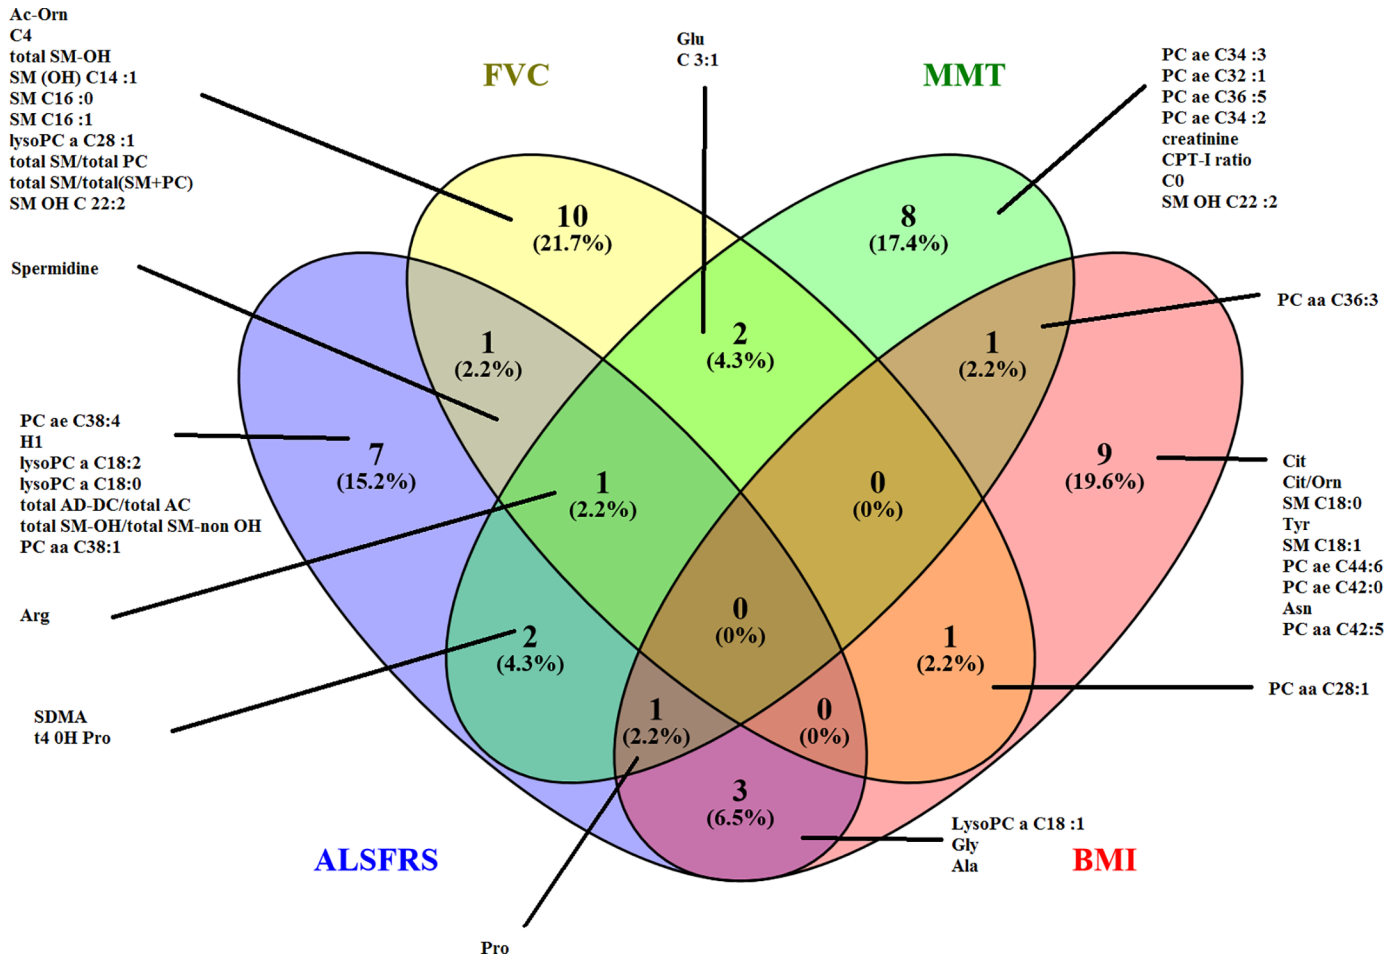 Ac-Orn
C4
total SM-OH
SM (OH) C14 :1
SM C16 :0
SM C16 :1
lysoPC a C28 :1
total SM/total PC
total SM/total(SM+PC)
SM OH C 22:2
FVC
Glu
C 3:1
MMT
PC ae C34 :3
PC ae C32 :1
PC ae C36 :5
PC ae C34 :2
creatinine
CPT-I ratio
C0
SM OH C22 :2
10
(21.7%)
8
(17.4%)
Spermidine
PC aa C36:3
1
(2.2%)
2
(4.3%)
1
(2.2%)
PC ae C38:4
H1
lysoPC a C18:2
lysoPC a C18:0
total AD-DC/total AC
total SM-OH/total SM-non OH
PC aa C38:1
7
(15.2%)
1
(2.2%)
0
(0%)
9
(19.6%)
Cit
Cit/Orn
SM C18:0
Tyr
SM C18:1
PC ae C44:6
PC ae C42:0
Asn
PC aa C42:5
Arg
2
(4.3%)
0
(0%)
1
(2.2%)
PC aa C28:1
SDMA
t4 0H Pro
1
(2.2%)
0
(0%)
3
(6.5%)
LysoPC a C18 :1
Gly
Ala
ALSFRS
BMI
Pro